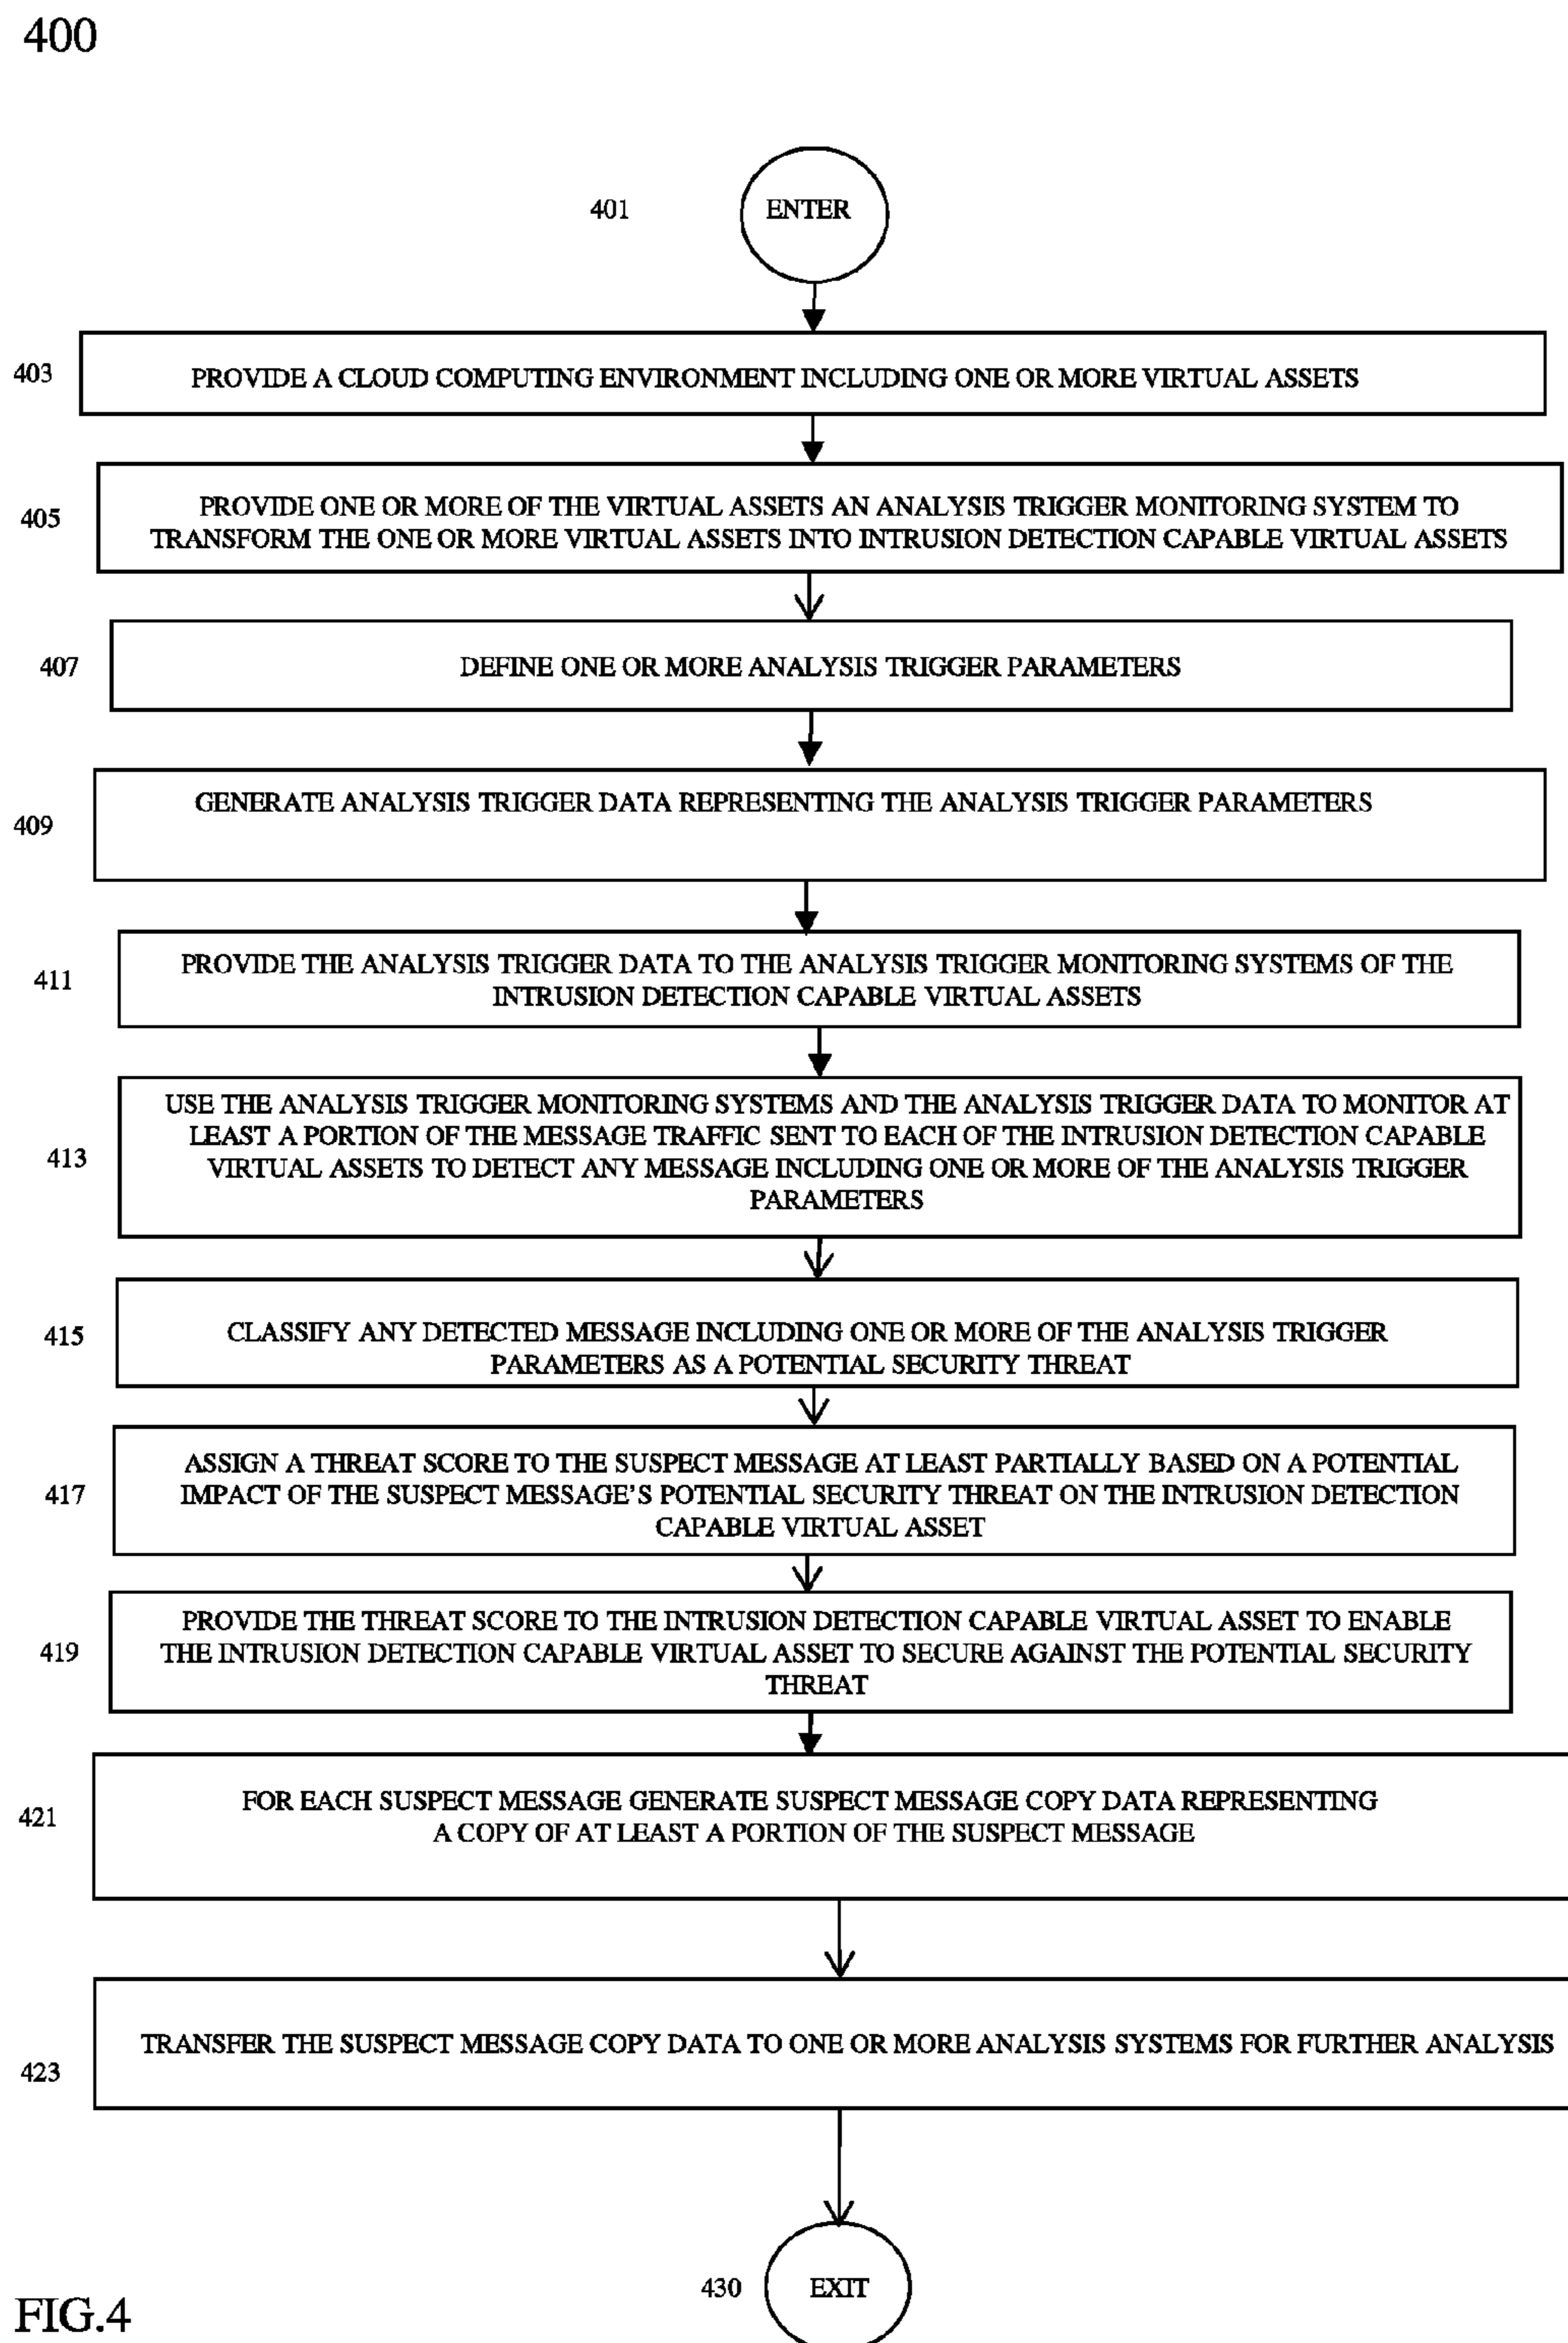 400
401
ENTER
403
PROVIDE A CLOUD COMPUTING ENVIRONMENT INCLUDING ONE OR MORE VIRTUAL ASSETS
405
PROVIDE ONE OR MORE OF THE VIRTUAL ASSETS AN ANALYSIS TRIGGER MONITORING SYSTEM TO
TRANSFORM THE ONE OR MORE VIRTUAL ASSETS INTO INTRUSION DETECTION CAPABLE VIRTUAL ASSETS
407
DEFINE ONE OR MORE ANALYSIS TRIGGER PARAMETERS
409
GENERATE ANALYSIS TRIGGER DATA REPRESENTING THE ANALYSIS TRIGGER PARAMETERS
411
PROVIDE THE ANALYSIS TRIGGER DATA TO THE ANALYSIS TRIGGER MONITORING SYSTEMS OF THE
INTRUSION DETECTION CAPABLE VIRTUAL ASSETS
413
USE THE ANALYSIS TRIGGER MONITORING SYSTEMS AND THE ANALYSIS TRIGGER DATA TO MONITOR AT
LEAST A PORTION OF THE MESSAGE TRAFFIC SENT TO EACH OF THE INTRUSION DETECTION CAPABLE
VIRTUAL ASSETS TO DETECT ANY MESSAGE INCLUDING ONE OR MORE OF THE ANALYSIS TRIGGER
PARAMETERS
415
CLASSIFY ANY DETECTED MESSAGE INCLUDING ONE OR MORE OF THE ANALYSIS TRIGGER
PARAMETERS AS A POTENTIAL SECURITY THREAT
417
ASSIGN A THREAT SCORE TO THE SUSPECT MESSAGE AT LEAST PARTIALLY BASED ON A POTENTIAL
IMPACT OF THE SUSPECT MESSAGE'S POTENTIAL SECURITY THREAT ON THE INTRUSION DETECTION
CAPABLE VIRTUAL ASSET
419
PROVIDE THE THREAT SCORE TO THE INTRUSION DETECTION CAPABLE VIRTUAL ASSET TO ENABLE
THE INTRUSION DETECTION CAPABLE VIRTUAL ASSET TO SECURE AGAINST THE POTENTIAL SECURITY
THREAT
421
FOR EACH SUSPECT MESSAGE GENERATE SUSPECT MESSAGE COPY DATA REPRESENTING
A COPY OF AT LEAST A PORTION OF THE SUSPECT MESSAGE
423
TRANSFER THE SUSPECT MESSAGE COPY DATA TO ONE OR MORE ANALYSIS SYSTEMS FOR FURTHER ANALYSIS
430
EXIT
FIG.4